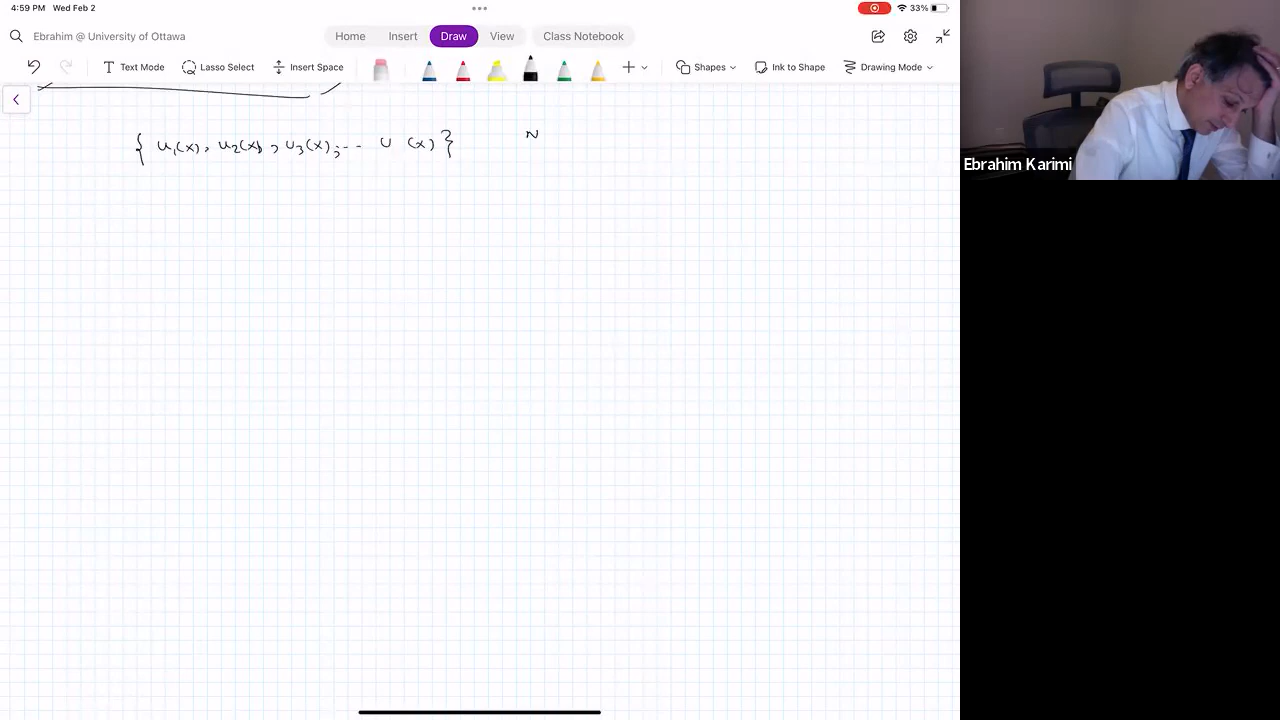 4:59 PM Wed Feb 2 33%
Ebrahim @ University of Ottawa Home Insert Draw View Class Notebook
Text Mode Lasso Select Insert Space Shapes Ink to Shape Drawing Mode
{ u₁(x), u₂(x), u₃(x), ... u (x) } N
Ebrahim Karimi